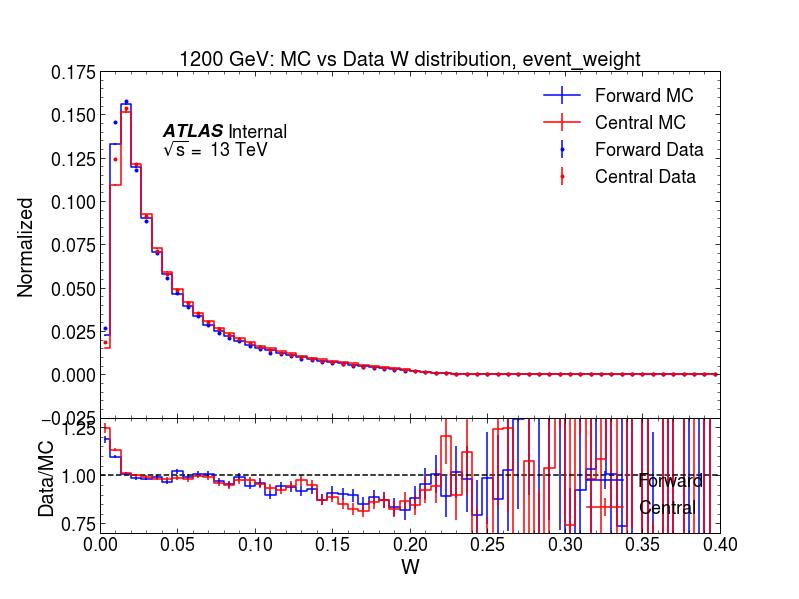 1200 GeV: MC vs Data W distribution, event_weight
0.175
0.150
0.125
0.100
0.075
0.050
0.025
0.000
−0.025
Normalized
ATLAS Internal
√s = 13 TeV
Forward MC
Central MC
Forward Data
Central Data
1.25
1.00
0.75
Data/MC
Forward
Central
0.00 0.05 0.10 0.15 0.20 0.25 0.30 0.35 0.40
W